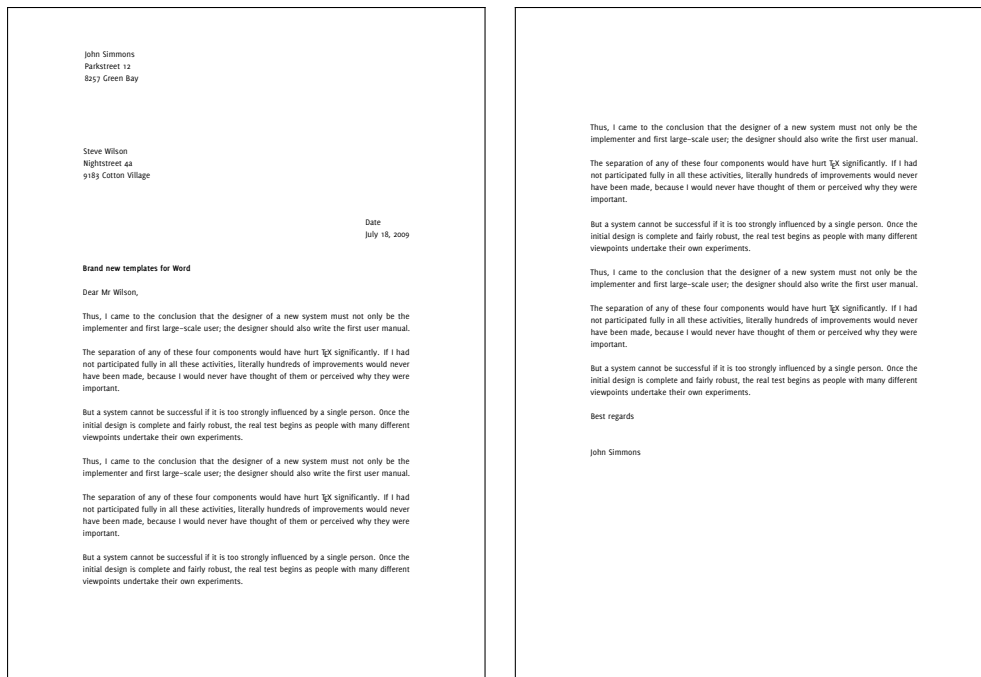 John Simmons
Parkstreet 12
8257 Green Bay
Steve Wilson
Nightstreet 4a
9183 Cotton Village
Date
July 18, 2009
Brand new templates for Word
Dear Mr Wilson,
Thus, I came to the conclusion that the designer of a new system must not only be the
implementer and first large-scale user; the designer should also write the first user manual.
The separation of any of these four components would have hurt TEX significantly. If I had
not participated fully in all these activities, literally hundreds of improvements would never
have been made, because I would never have thought of them or perceived why they were
important.
But a system cannot be successful if it is too strongly influenced by a single person. Once the
initial design is complete and fairly robust, the real test begins as people with many different
viewpoints undertake their own experiments.
Thus, I came to the conclusion that the designer of a new system must not only be the
implementer and first large-scale user; the designer should also write the first user manual.
The separation of any of these four components would have hurt TEX significantly. If I had
not participated fully in all these activities, literally hundreds of improvements would never
have been made, because I would never have thought of them or perceived why they were
important.
But a system cannot be successful if it is too strongly influenced by a single person. Once the
initial design is complete and fairly robust, the real test begins as people with many different
viewpoints undertake their own experiments.
Thus, I came to the conclusion that the designer of a new system must not only be the
implementer and first large-scale user; the designer should also write the first user manual.
The separation of any of these four components would have hurt TEX significantly. If I had
not participated fully in all these activities, literally hundreds of improvements would never
have been made, because I would never have thought of them or perceived why they were
important.
But a system cannot be successful if it is too strongly influenced by a single person. Once the
initial design is complete and fairly robust, the real test begins as people with many different
viewpoints undertake their own experiments.
Thus, I came to the conclusion that the designer of a new system must not only be the
implementer and first large-scale user; the designer should also write the first user manual.
The separation of any of these four components would have hurt TEX significantly. If I had
not participated fully in all these activities, literally hundreds of improvements would never
have been made, because I would never have thought of them or perceived why they were
important.
But a system cannot be successful if it is too strongly influenced by a single person. Once the
initial design is complete and fairly robust, the real test begins as people with many different
viewpoints undertake their own experiments.
Best regards
John Simmons